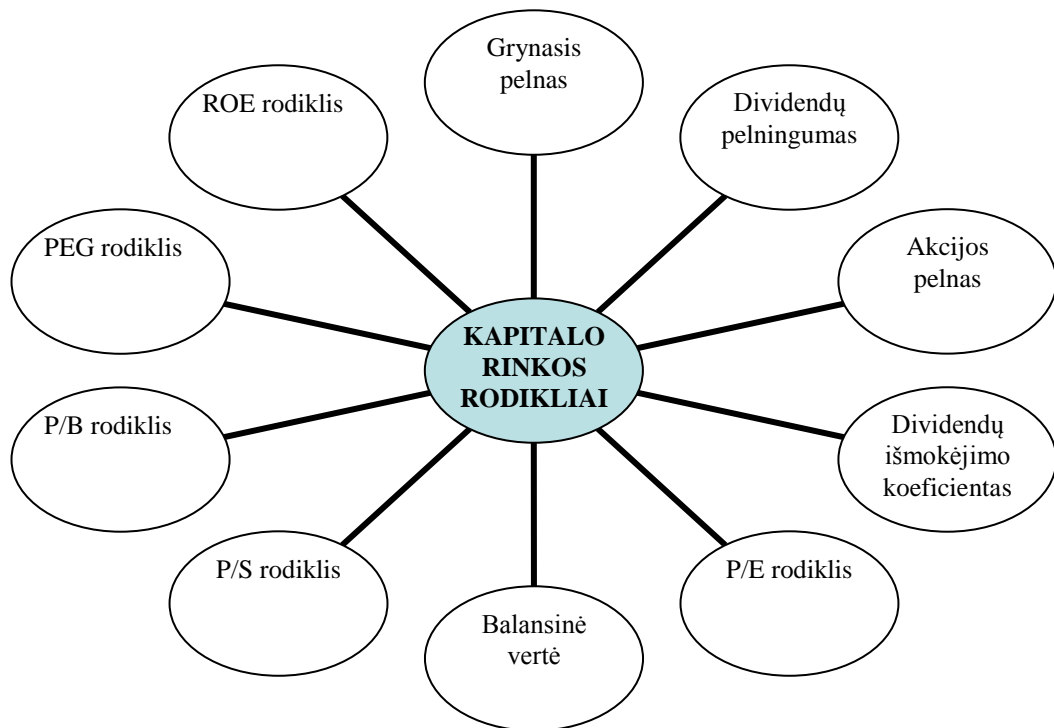 Grynasis
pelnas
ROE rodiklis
Dividendų
pelningumas
PEG rodiklis
Akcijos
pelnas
KAPITALO
RINKOS
RODIKLIAI
P/B rodiklis
Dividendų
išmokėjimo
koeficientas
P/S rodiklis
P/E rodiklis
Balansinė
vertė